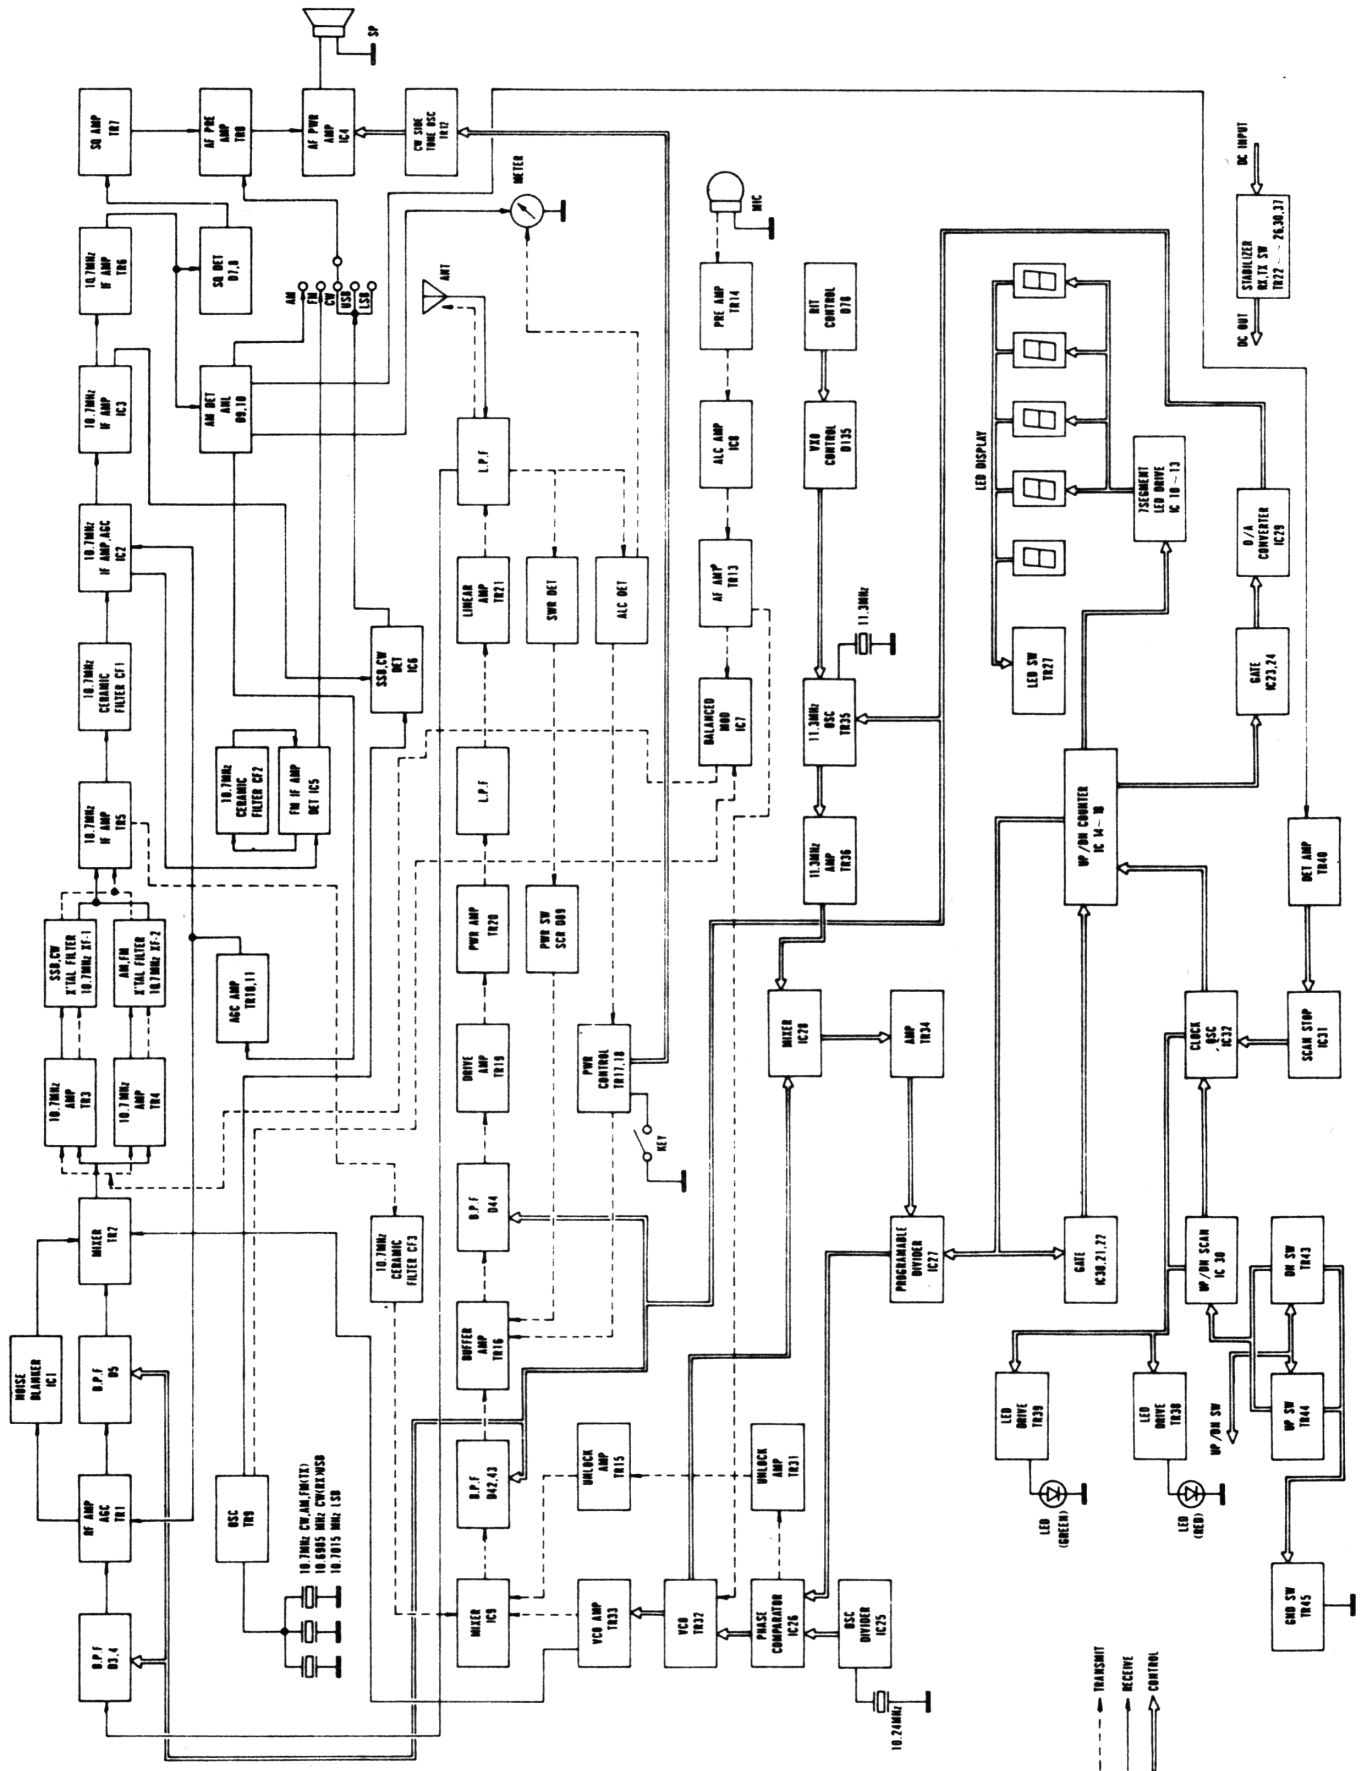 SP
SQ AMP
TR7
AF PRE
AMP
TR8
AF PWR
AMP
IC4
CW SIDE
TONE OSC
TR12
METER
10.7MHz
IF AMP
TR6
SQ DET
D7,8
AM
FM
CW
USB
LSB
ANT
10.7MHz
IF AMP
IC3
AM DET
ANL
D9,10
L.P.F
10.7MHz
IF AMP,AGC
IC2
LINEAR
AMP
TR21
SWR DET
ALC DET
10.7MHz
CERAMIC
FILTER CF1
SSB,CW
DET
IC6
10.7MHz
CERAMIC
FILTER CF2
FM IF AMP
DET IC5
10.7MHz
IF AMP
TR5
L.P.F
SSB,CW
X'TAL FILTER
10.7MHz XF-1
AM,FM
X'TAL FILTER
10.7MHz XF-2
AGC AMP
TR10,11
PWR AMP
TR20
PWR SW
SCR D89
10.7MHz
AMP
TR3
10.7MHz
AMP
TR4
DRIVE
AMP
TR19
PWR
CONTROL
TR17,18
KEY
MIXER
TR2
10.7MHz
CERAMIC
FILTER CF3
B.P.F
D44
NOISE
BLANKER
IC1
B.P.F
D5
BUFFER
AMP
TR16
RF AMP
AGC
TR1
OSC
TR9
B.P.F
D42,43
UNLOCK
AMP
TR15
UNLOCK
AMP
TR31
10.7MHz CW,AM,FM(TX)
10.6985 MHz CW(RX)USB
10.7015 MHz LSB
B.P.F
D3,4
MIXER
IC9
VCO AMP
TR33
VCO
TR32
PHASE
COMPARATOR
IC26
OSC
DIVIDER
IC25
10.24MHz
MIC
PRE AMP
TR14
ALC AMP
IC8
AF AMP
TR13
BALANCED
MOD
IC7
RIT
CONTROL
D78
VXO
CONTROL
D135
11.3MHz
11.3MHz
OSC
TR35
11.3MHz
AMP
TR36
MIXER
IC28
AMP
TR34
PROGRAMABLE
DIVIDER
IC27
DC INPUT
STABILIZER
RX,TX SW
TR22～～26,30,37
DC OUT
LED DISPLAY
7SEGMENT
LED DRIVE
IC 10～13
D/A
CONVERTER
IC29
LED SW
TR27
GATE
IC23,24
UP/DN COUNTER
IC 14～18
DET AMP
TR40
CLOCK
OSC
IC32
SCAN STOP
IC31
GATE
IC30,21,22
UP/DN SCAN
IC 30
DN SW
TR43
LED
DRIVE
TR39
LED
DRIVE
TR38
UP/DN SW
UP SW
TR44
LED
(GREEN)
LED
(RED)
GND SW
TR45
TRANSMIT
RECEIVE
CONTROL